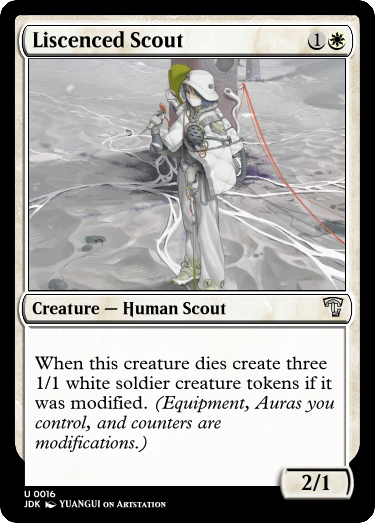 Liscenced Scout 1
Creature — Human Scout
When this creature dies create three
1/1 white soldier creature tokens if it
was modified. (Equipment, Auras you
control, and counters are
modifications.)
2/1
U 0016
JDK YUANGUI ON ARTSTATION